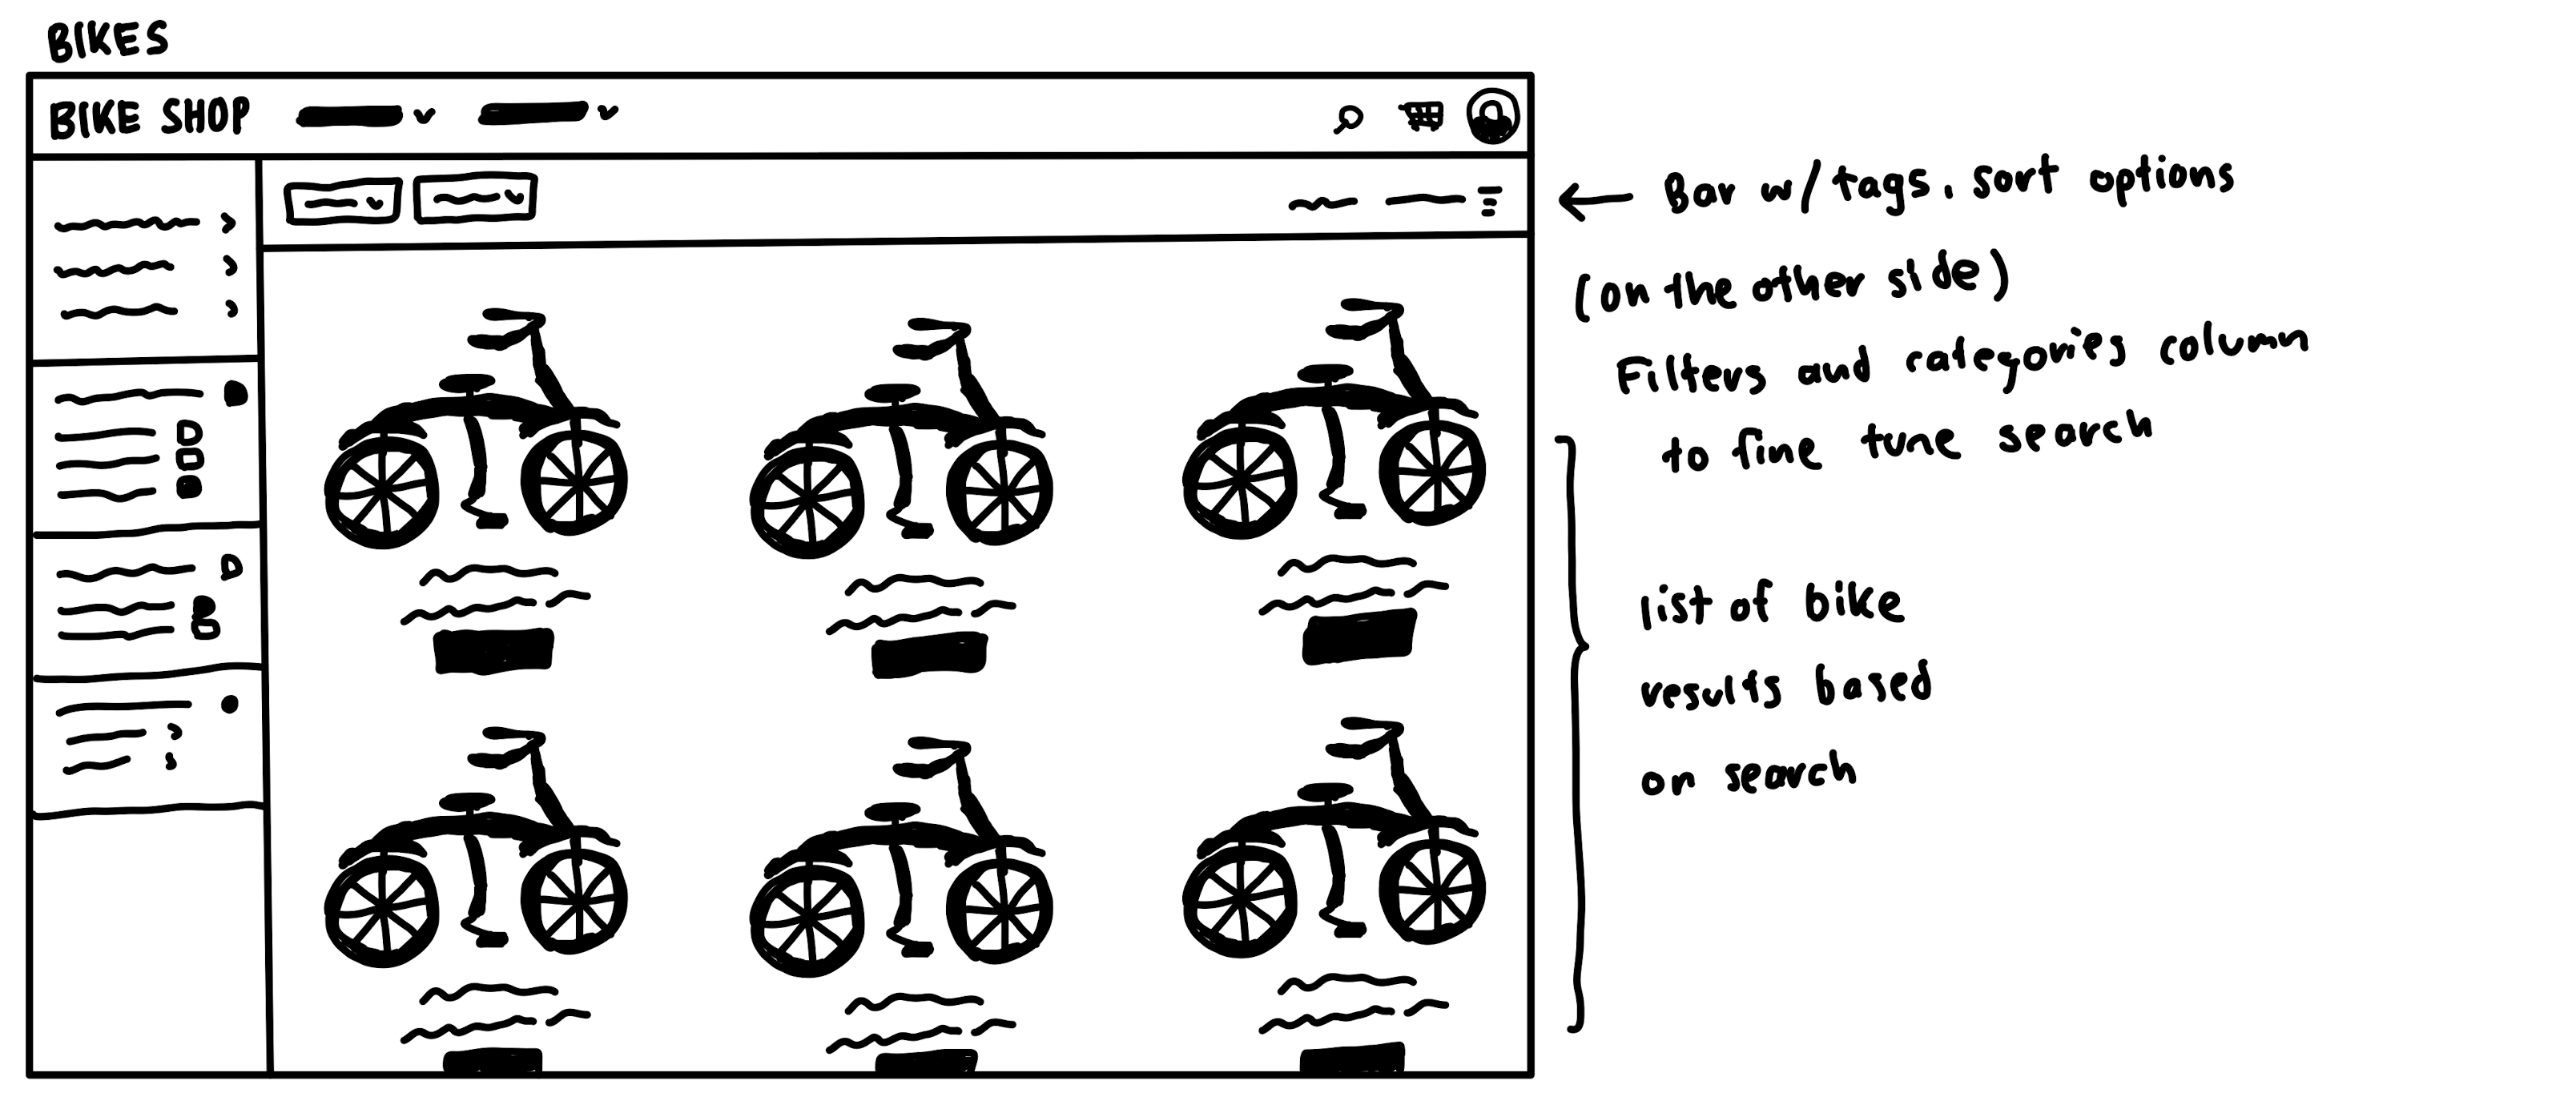 BIKES
BIKE SHOP
Bar w/ tags, sort options
(on the other side)
Filters and categories column
to fine tune search
list of bike
results based
on search